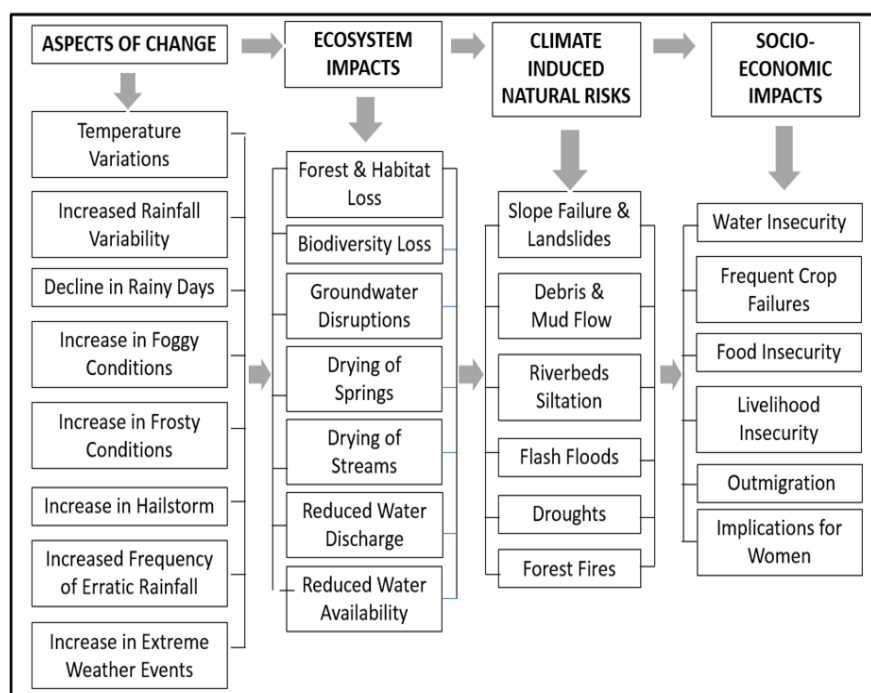 ASPECTS OF CHANGE
Temperature
Variations
Increased Rainfall
Variability
Decline in Rainy Days
Increase in Foggy
Conditions
Increase in Frosty
Conditions
Increase in Hailstorm
Increased Frequency
of Erratic Rainfall
Increase in Extreme
Weather Events
ECOSYSTEM
IMPACTS
Forest & Habitat
Loss
Biodiversity Loss
Groundwater
Disruptions
Drying of
Springs
Drying of
Streams
Reduced Water
Discharge
Reduced Water
Availability
CLIMATE
INDUCED
NATURAL RISKS
Slope Failure &
Landslides
Debris &
Mud Flow
Riverbeds
Siltation
Flash Floods
Droughts
Forest Fires
SOCIO-
ECONOMIC
IMPACTS
Water Insecurity
Frequent Crop
Failures
Food Insecurity
Livelihood
Insecurity
Outmigration
Implications for
Women